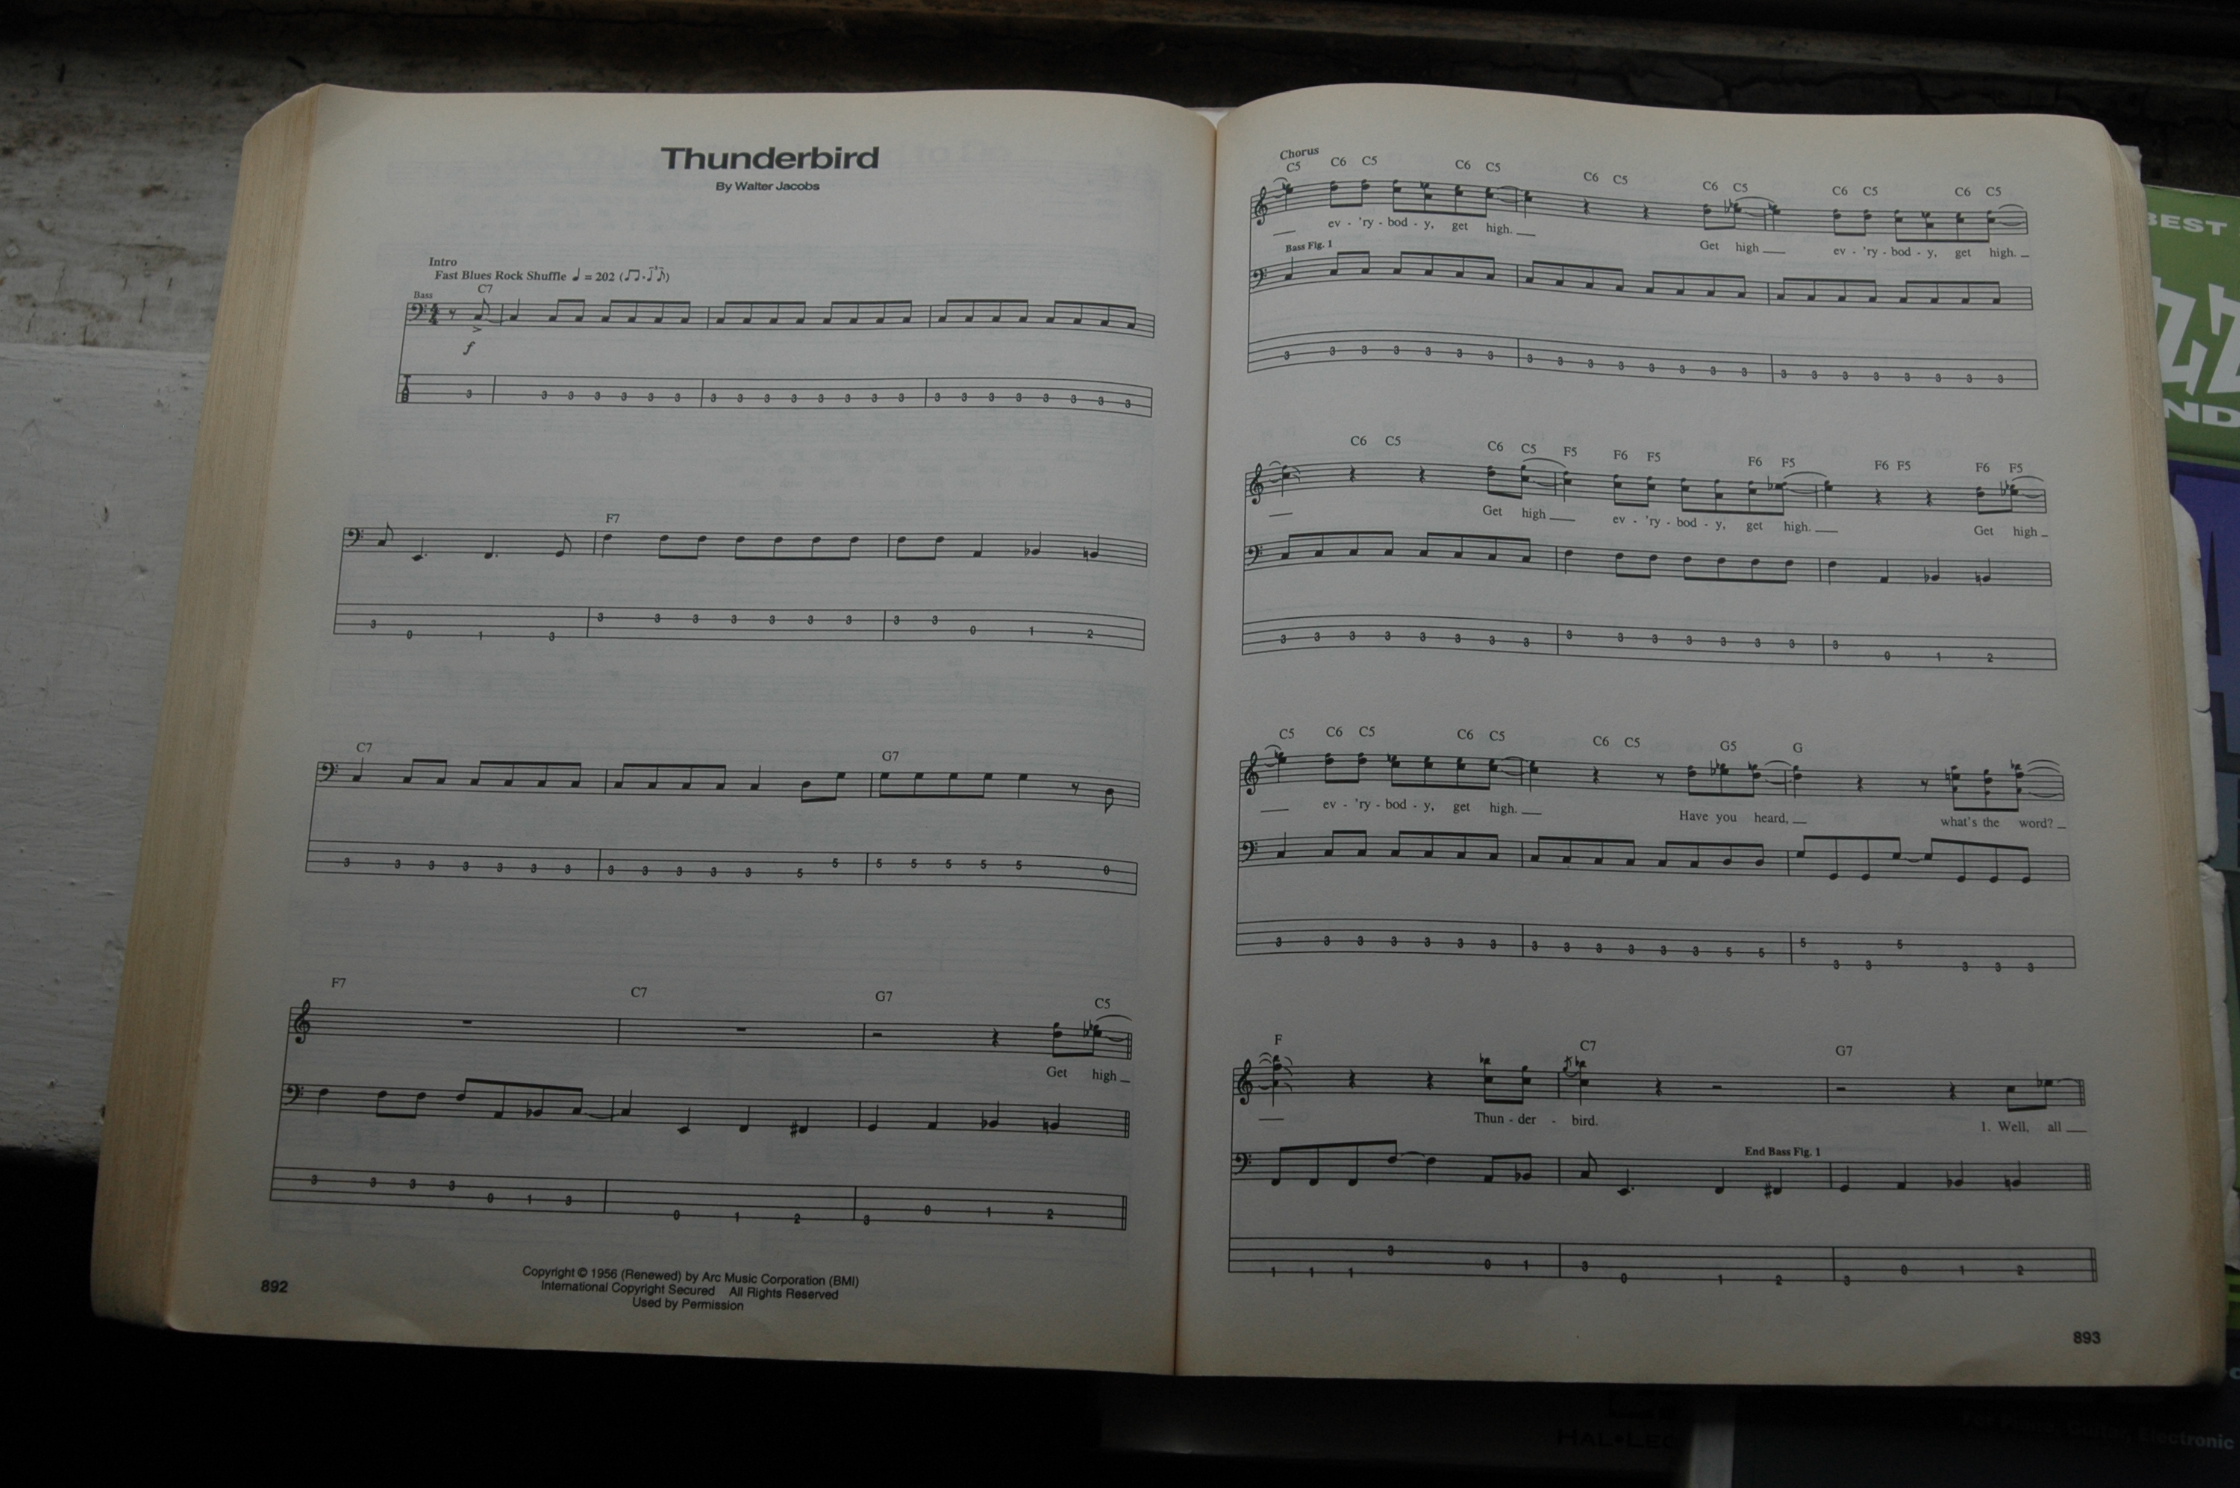 Thunderbird
By Walter Jacobs
Intro
Fast Blues Rock Shuffle ♩ = 202
C7
Bass
f
3 3 3 3 3 3 3 3 3 3 3 3 3 3 3 3 3 3 3 3 3 3 3
F7
3 0 1 3 3 3 3 3 3 3 3 3 3 0 1 2
C7 G7
3 3 3 3 3 3 3 3 3 3 3 3 5 5 5 5 5 5 5 0
F7 C7 G7 C5
Get high
3 3 3 3 0 1 3 0 1 2 3 0 1 2
Copyright © 1956 (Renewed) by Arc Music Corporation (BMI)
International Copyright Secured All Rights Reserved
Used by Permission
892
Chorus
C5 C6 C5 C6 C5 C6 C5 C6 C5 C6 C5 C6 C5
ev - 'ry - bod - y, get high. Get high ev - 'ry - bod - y, get high.
Bass Fig. 1
3 3 3 3 3 3 3 3 3 3 3 3 3 3 3 3 3 3 3 3 3 3 3
C6 C5 C6 C5 F5 F6 F5 F6 F5 F6 F5 F6 F5
Get high ev - 'ry - bod - y, get high. Get high
3 3 3 3 3 3 3 3 3 3 3 3 3 3 3 3 0 1 2
C5 C6 C5 C6 C5 C6 C5 G5 G
ev - 'ry - bod - y, get high. Have you heard, what's the word?
3 3 3 3 3 3 3 3 3 3 3 3 3 5 5 5 3 3 5 3 3 3
F C7 G7
Thun - der - bird. 1. Well, all
End Bass Fig. 1
1 1 1 3 0 1 3 0 1 2 3 0 1 2
893
BEST
HAL•LEO